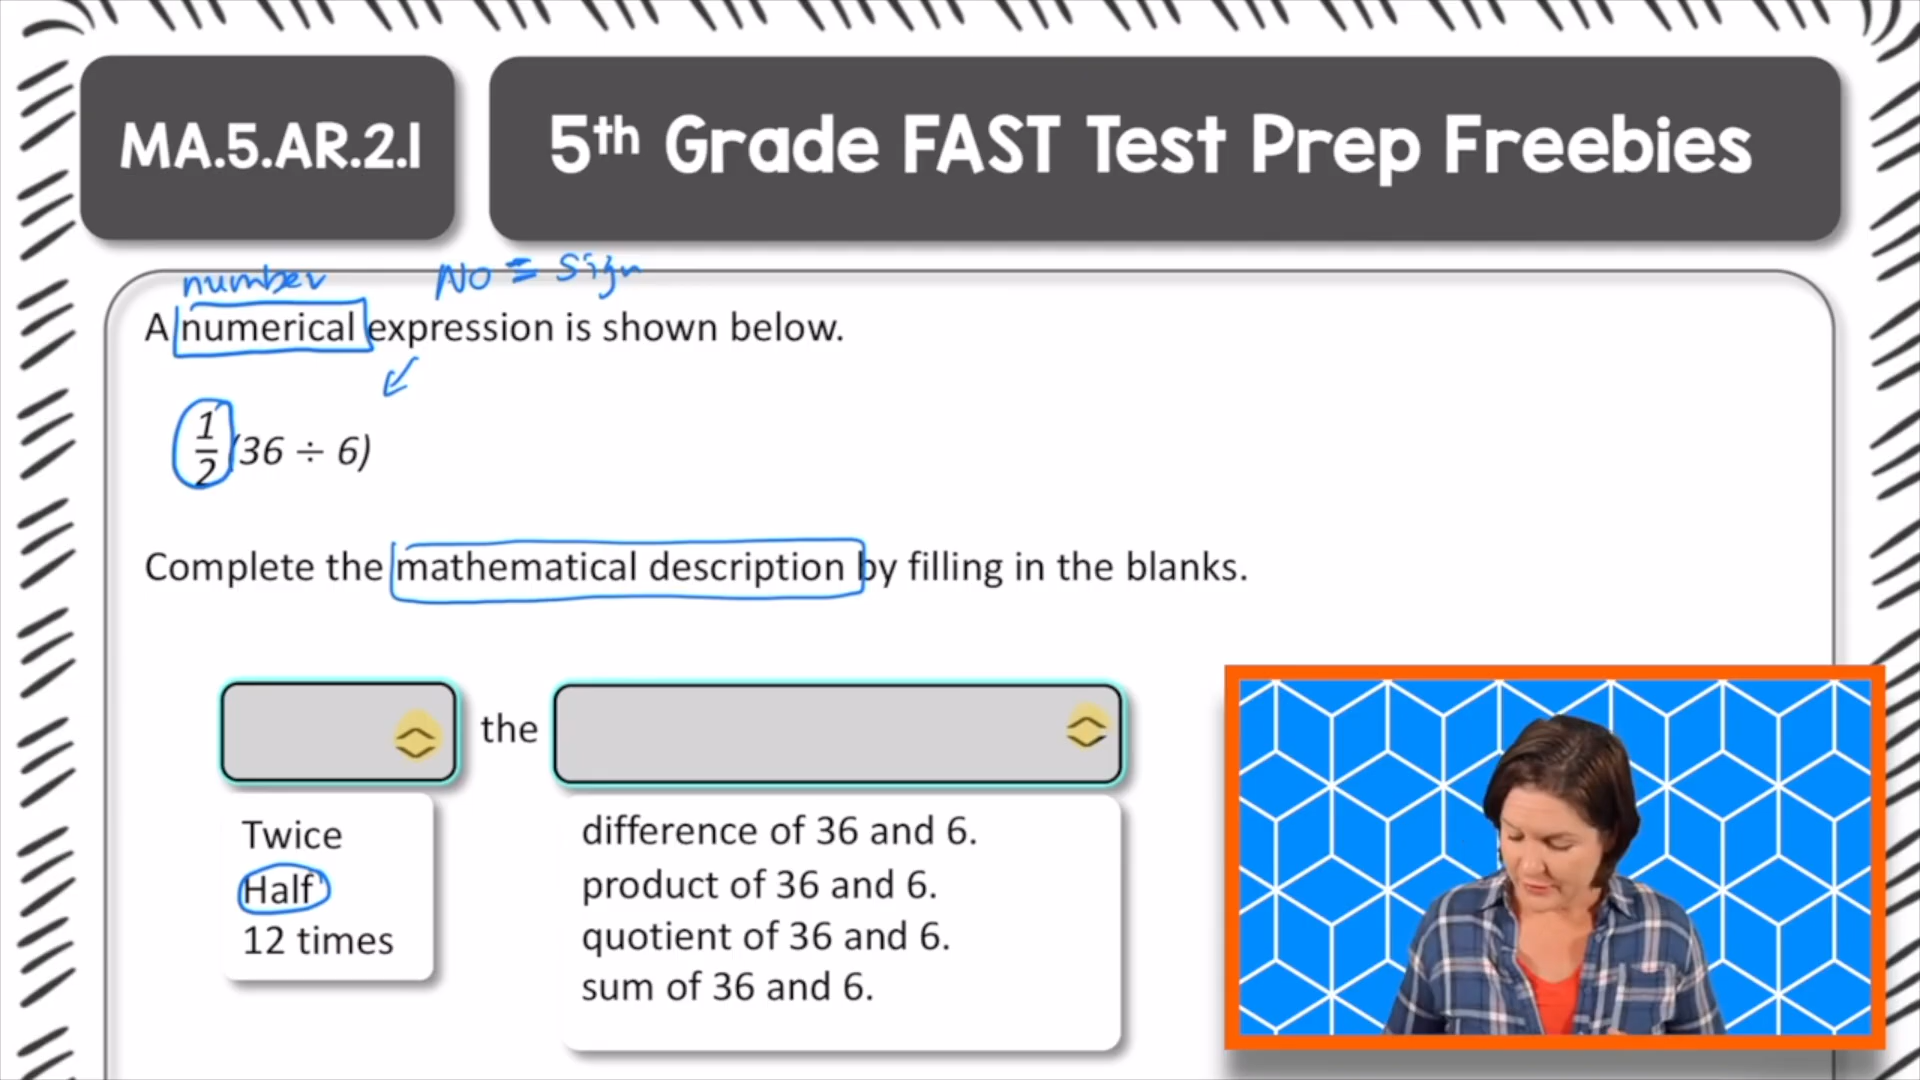 MA.5.AR.2.1
5th Grade FAST Test Prep Freebies
number No = sign
A numerical expression is shown below.
1/2 (36 ÷ 6)
Complete the mathematical description by filling in the blanks.
the
Twice
Half
12 times
difference of 36 and 6.
product of 36 and 6.
quotient of 36 and 6.
sum of 36 and 6.